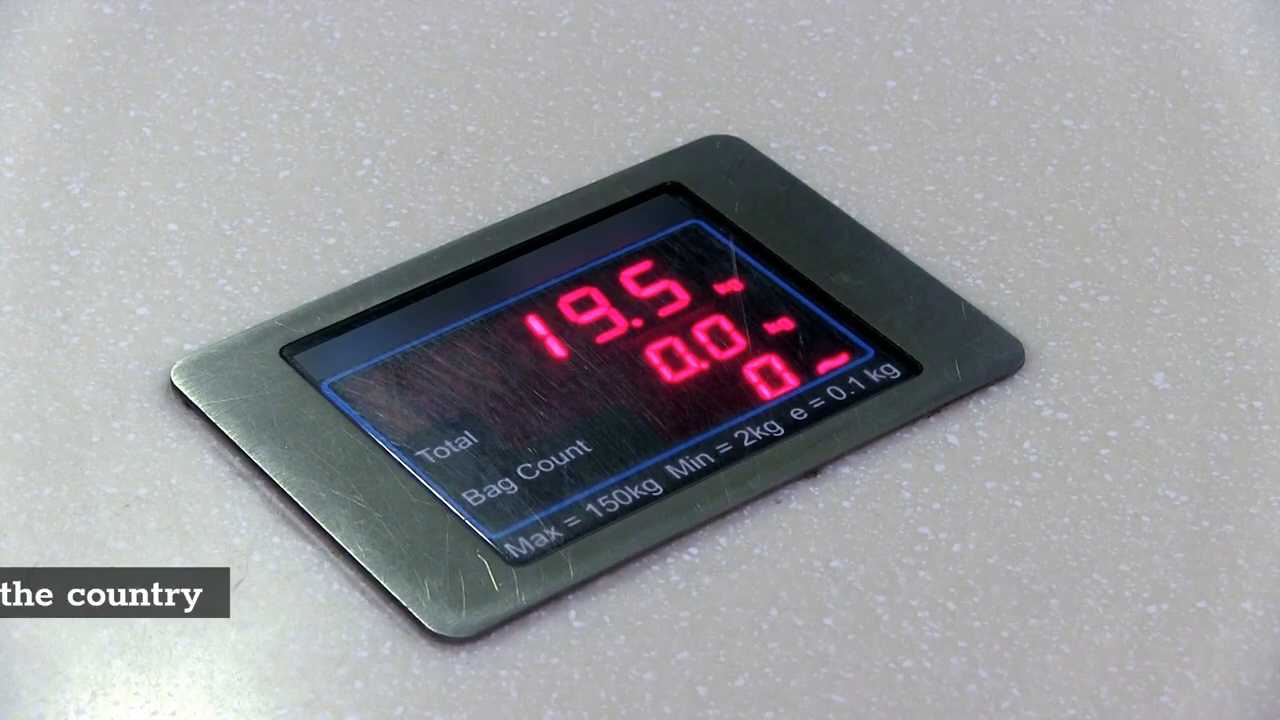 19.5
0.0
0
Total
Bag Count
Max = 150kg Min = 2kg e = 0.1 kg
the country